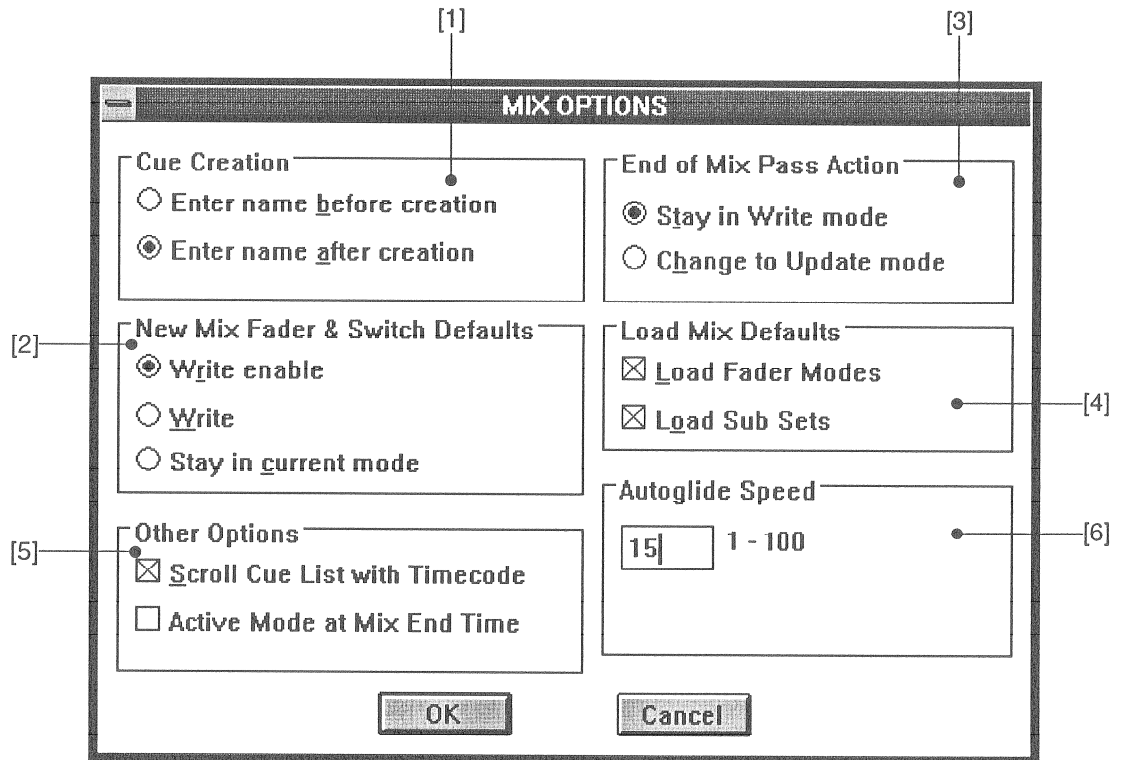 [1]
[3]
MIX OPTIONS
Cue Creation
Enter name before creation
Enter name after creation
End of Mix Pass Action
Stay in Write mode
Change to Update mode
[2]
New Mix Fader & Switch Defaults
Write enable
Write
Stay in current mode
Load Mix Defaults
Load Fader Modes
Load Sub Sets
[4]
[5]
Other Options
Scroll Cue List with Timecode
Active Mode at Mix End Time
Autoglide Speed
15 1 - 100
[6]
OK
Cancel